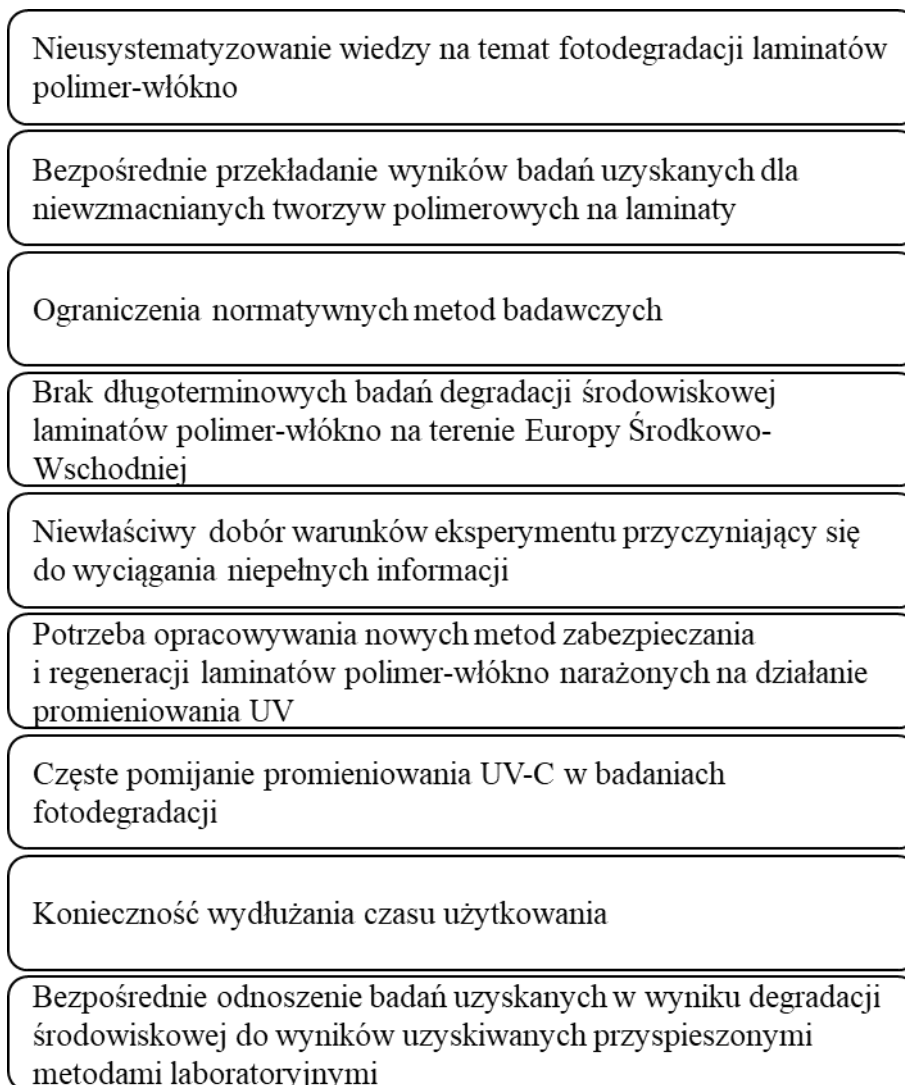 Nieusystematyzowanie wiedzy na temat fotodegradacji laminatów
polimer-włókno
Bezpośrednie przekładanie wyników badań uzyskanych dla
niewzmacnianych tworzyw polimerowych na laminaty
Ograniczenia normatywnych metod badawczych
Brak długoterminowych badań degradacji środowiskowej
laminatów polimer-włókno na terenie Europy Środkowo-
Wschodniej
Niewłaściwy dobór warunków eksperymentu przyczyniający się
do wyciągania niepełnych informacji
Potrzeba opracowywania nowych metod zabezpieczania
i regeneracji laminatów polimer-włókno narażonych na działanie
promieniowania UV
Częste pomijanie promieniowania UV-C w badaniach
fotodegradacji
Konieczność wydłużania czasu użytkowania
Bezpośrednie odnoszenie badań uzyskanych w wyniku degradacji
środowiskowej do wyników uzyskiwanych przyspieszonymi
metodami laboratoryjnymi